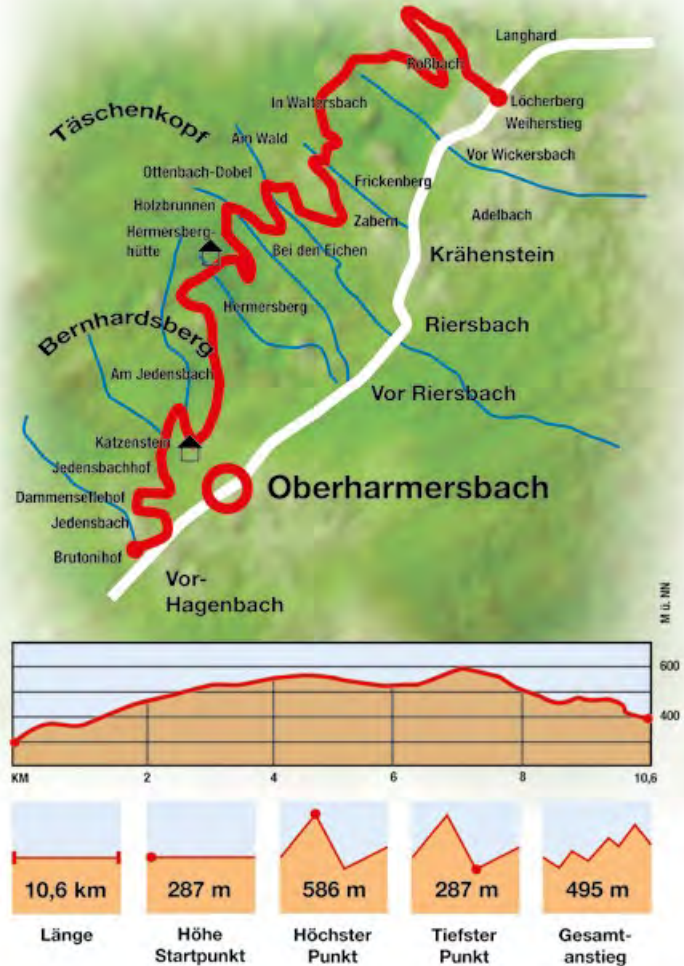 Langhard
Roßbach
Löcherberg
In Waltersbach
Weiherstieg
Täschenkopf
Am Wald
Vor Wickersbach
Ottenbach-Dobel
Frickenberg
Holzbrunnen
Zabern
Adelbach
Hermersberg-
hütte
Bei den Eichen
Krähenstein
Hermersberg
Bernhardsberg
Riersbach
Am Jedensbach
Vor Riersbach
Katzenstein
Jedensbachhof
Oberharmersbach
Dammensettehof
Jedensbach
Brutonihof
Vor-
Hagenbach
M ü. NN
600
400
KM
2
4
6
8
10,6
10,6 km
287 m
586 m
287 m
495 m
Länge
Höhe
Startpunkt
Höchster
Punkt
Tiefster
Punkt
Gesamt-
anstieg